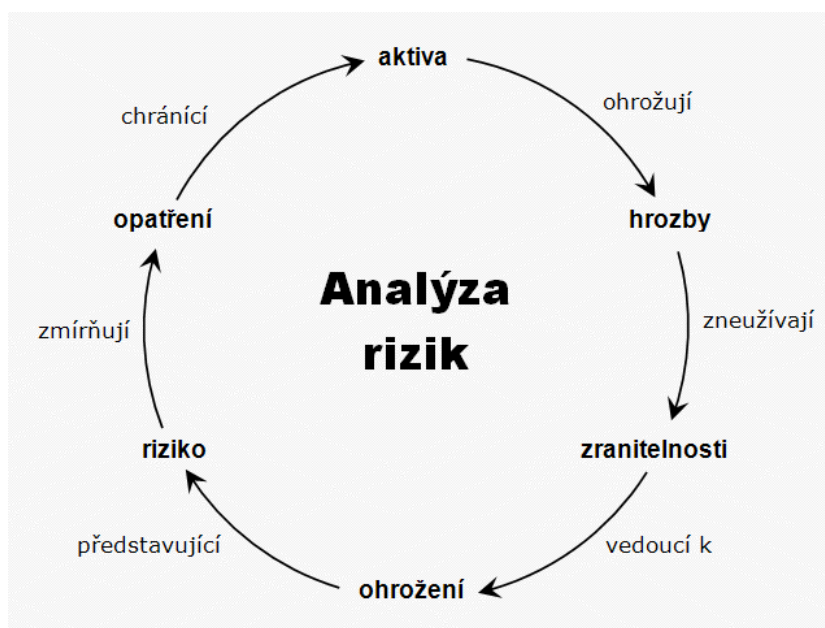 aktiva
ohrožují
hrozby
zneužívají
zranitelnosti
vedoucí k
ohrožení
představující
riziko
zmírňují
opatření
chránící
Analýza
rizik